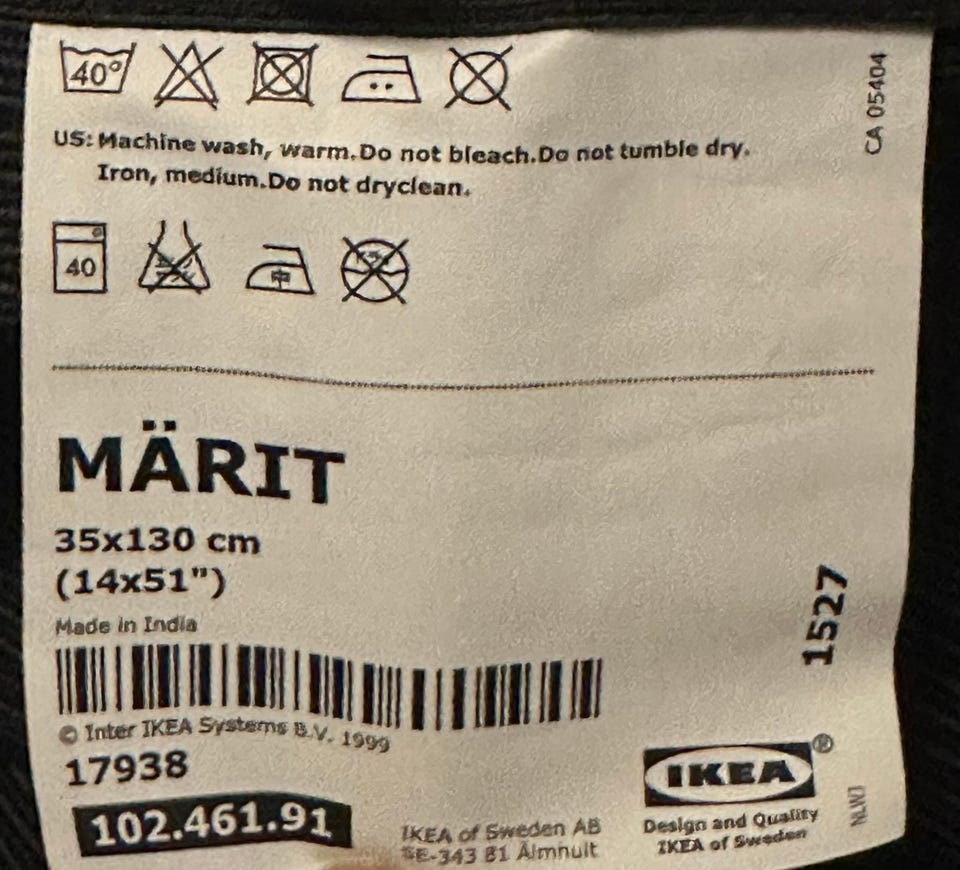 40°
US: Machine wash, warm.Do not bleach.Do not tumble dry.
Iron, medium.Do not dryclean.
CA 05404
40
中
MÄRIT
35x130 cm
(14x51")
Made in India
© Inter IKEA Systems B.V. 1999
17938
102.461.91
IKEA of Sweden AB
SE-343 81 Älmhult
1527
IKEA®
Design and Quality
IKEA of Sweden